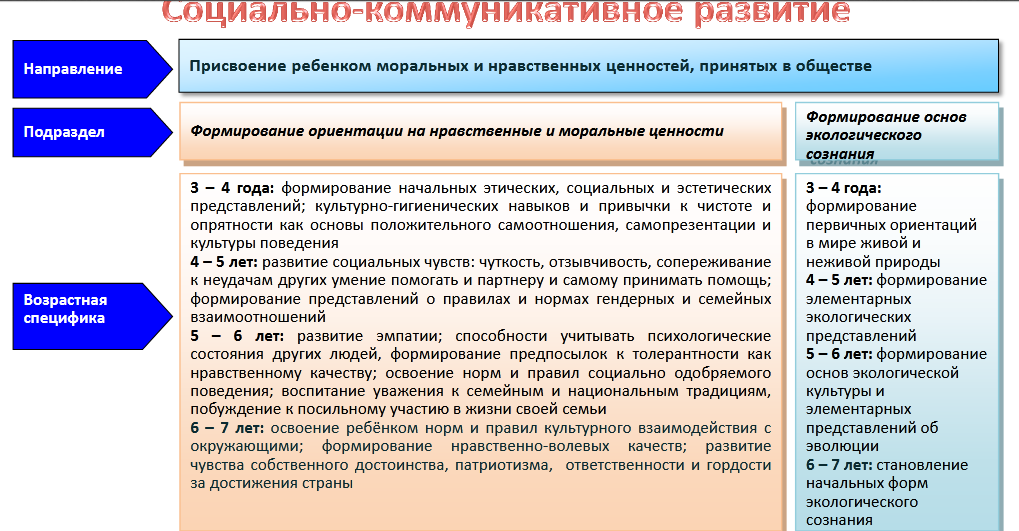 Социально-коммуникативное развитие
Направление
Присвоение ребенком моральных и нравственных ценностей, принятых в обществе
Подраздел
Формирование ориентации на нравственные и моральные ценности
Формирование основ
экологического
сознания
Возрастная
специфика
3 – 4 года: формирование начальных этических, социальных и эстетических
представлений; культурно-гигиенических навыков и привычки к чистоте и
опрятности как основы положительного самоотношения, самопрезентации и
культуры поведения
4 – 5 лет: развитие социальных чувств: чуткость, отзывчивость, сопереживание
к неудачам других умение помогать и партнеру и самому принимать помощь;
формирование представлений о правилах и нормах гендерных и семейных
взаимоотношений
5 – 6 лет: развитие эмпатии; способности учитывать психологические
состояния других людей, формирование предпосылок к толерантности как
нравственному качеству; освоение норм и правил социально одобряемого
поведения; воспитание уважения к семейным и национальным традициям,
побуждение к посильному участию в жизни своей семьи
6 – 7 лет: освоение ребёнком норм и правил культурного взаимодействия с
окружающими; формирование нравственно-волевых качеств; развитие
чувства собственного достоинства, патриотизма, ответственности и гордости
за достижения страны
3 – 4 года:
формирование
первичных ориентаций
в мире живой и
неживой природы
4 – 5 лет: формирование
элементарных
экологических
представлений
5 – 6 лет: формирование
основ экологической
культуры и
элементарных
представлений об
эволюции
6 – 7 лет: становление
начальных форм
экологического
сознания